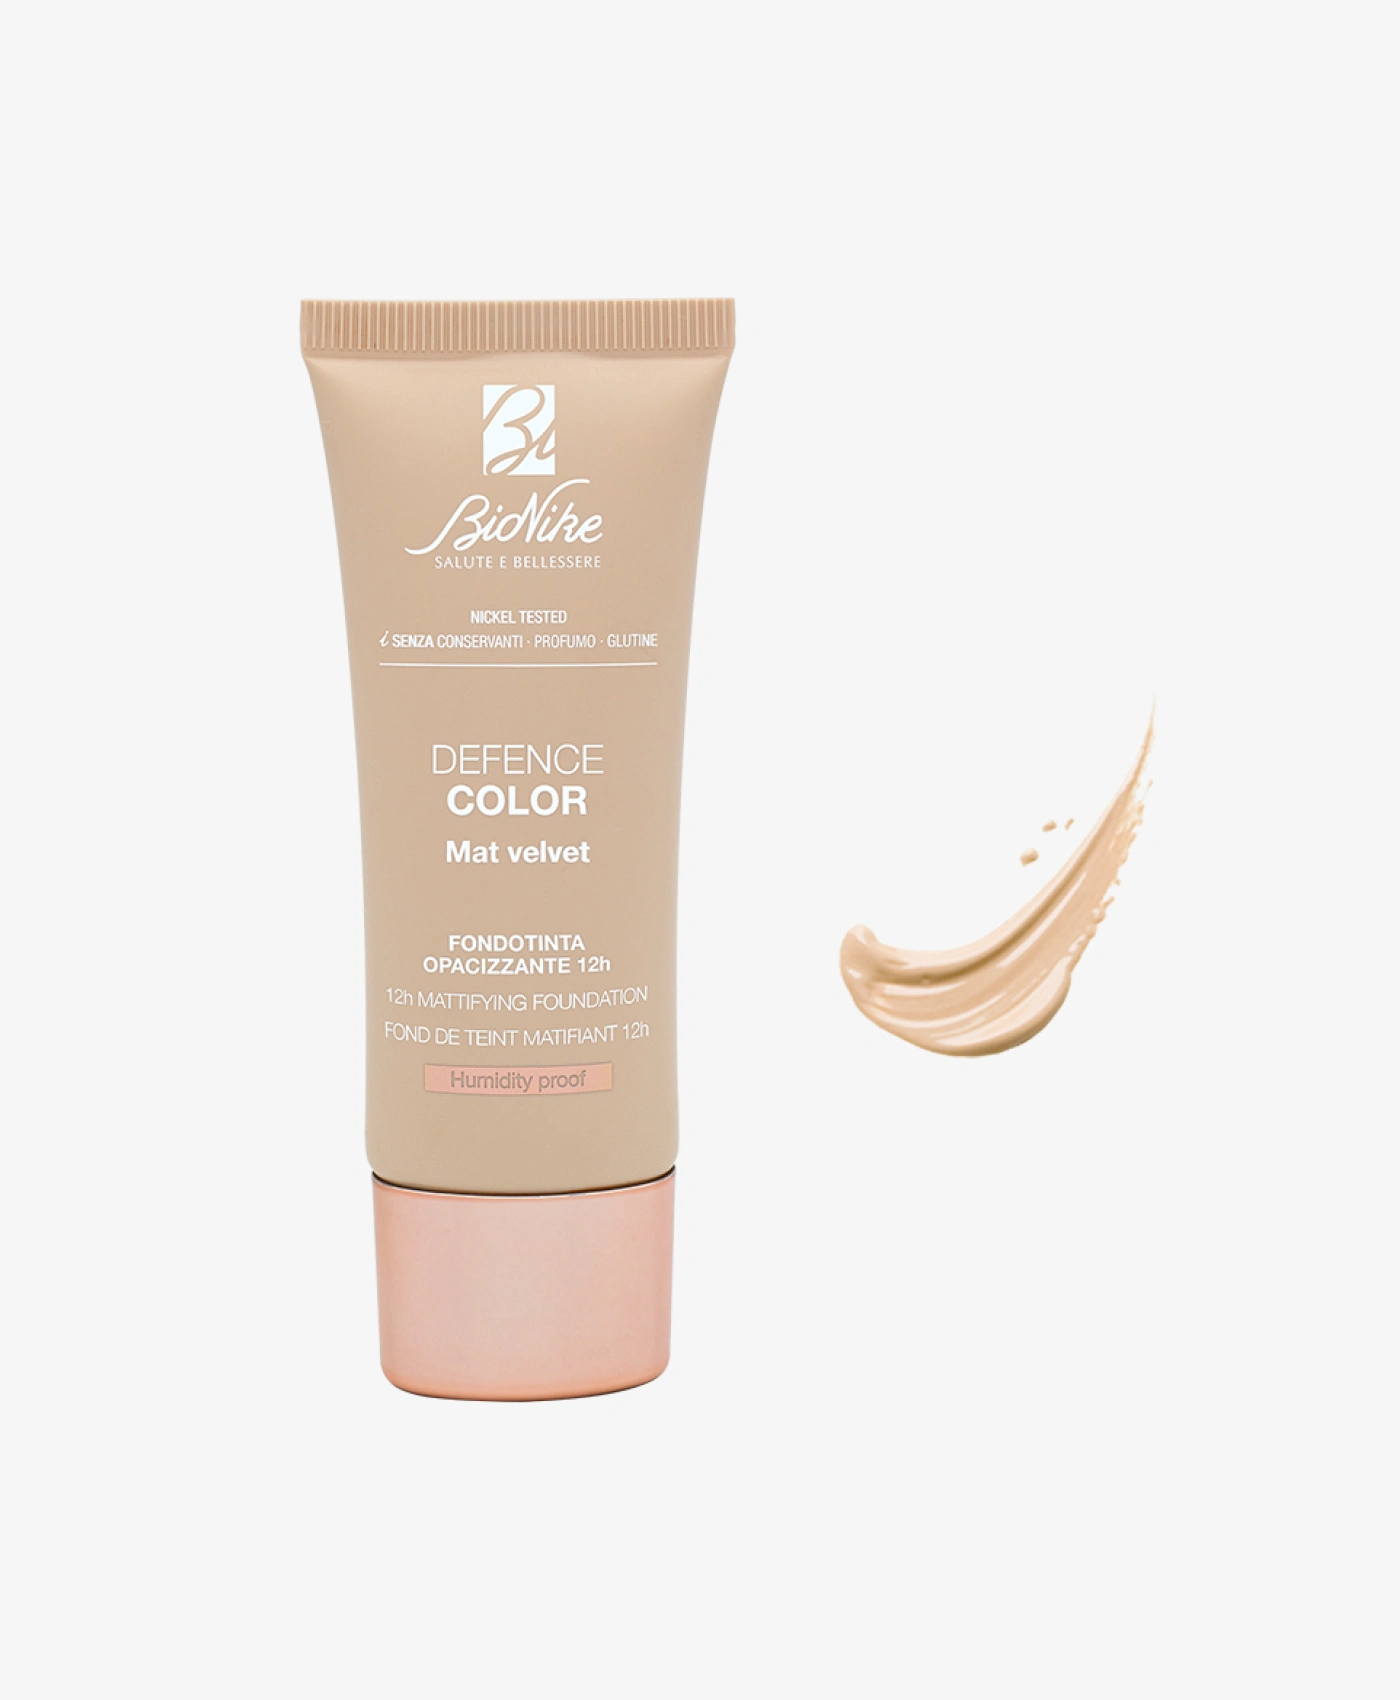 Bi
BioNike
SALUTE E BELLESSERE
NICKEL TESTED
i SENZA CONSERVANTI · PROFUMO · GLUTINE
DEFENCE
COLOR
Mat velvet
FONDOTINTA
OPACIZZANTE 12h
12h MATTIFYING FOUNDATION
FOND DE TEINT MATIFIANT 12h
Humidity proof